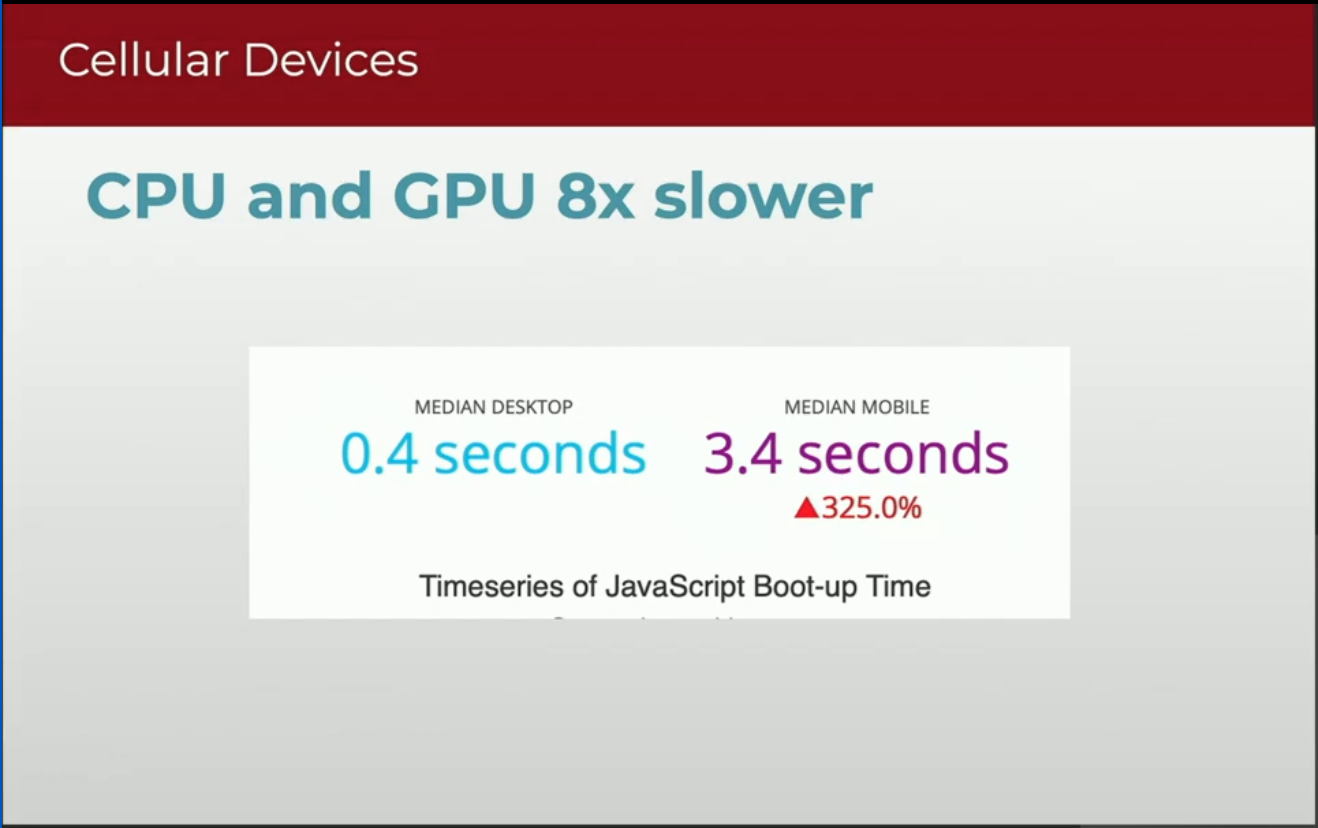 Cellular Devices
CPU and GPU 8x slower
MEDIAN DESKTOP
0.4 seconds
MEDIAN MOBILE
3.4 seconds
▲325.0%
Timeseries of JavaScript Boot-up Time